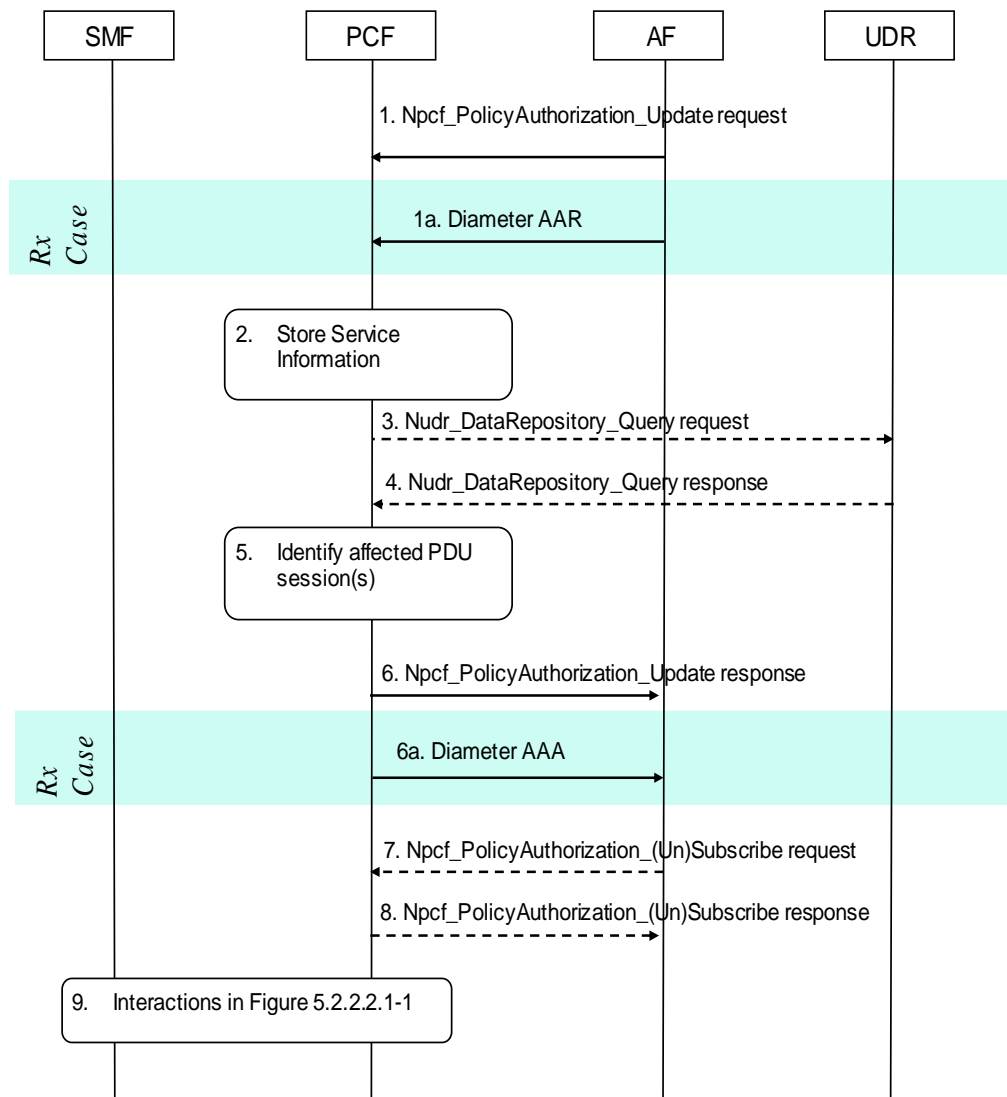 SMF PCF AF UDR
1. Npcf_PolicyAuthorization_Update request
Rx
Case
1a. Diameter AAR
2. Store Service
Information
3. Nudr_DataRepository_Query request
4. Nudr_DataRepository_Query response
5. Identify affected PDU
session(s)
6. Npcf_PolicyAuthorization_Update response
Rx
Case
6a. Diameter AAA
7. Npcf_PolicyAuthorization_(Un)Subscribe request
8. Npcf_PolicyAuthorization_(Un)Subscribe response
9. Interactions in Figure 5.2.2.2.1-1